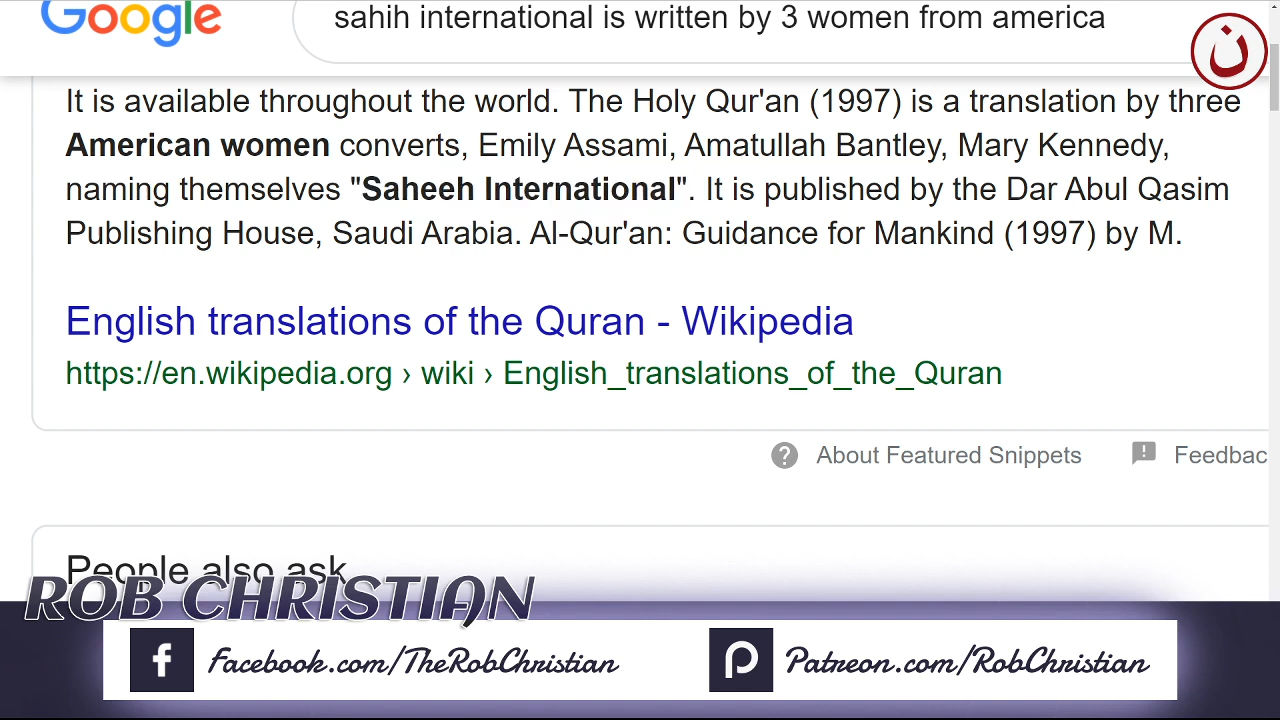 Google
sahih international is written by 3 women from america
ن
It is available throughout the world. The Holy Qur'an (1997) is a translation by three
American women converts, Emily Assami, Amatullah Bantley, Mary Kennedy,
naming themselves "Saheeh International". It is published by the Dar Abul Qasim
Publishing House, Saudi Arabia. Al-Qur'an: Guidance for Mankind (1997) by M.
English translations of the Quran - Wikipedia
https://en.wikipedia.org › wiki › English_translations_of_the_Quran
? About Featured Snippets ! Feedbac
People also ask
ROB CHRISTIAN
f Facebook.com/TheRobChristian Patreon.com/RobChristian